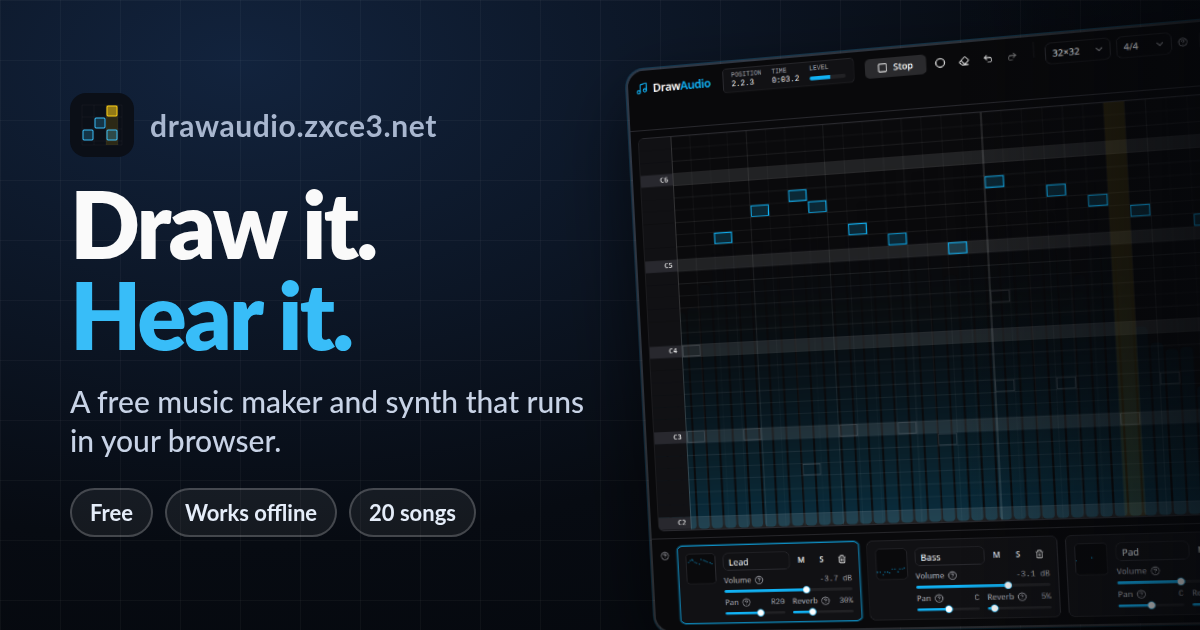 drawaudio.zxce3.net
Draw it.
Hear it.
A free music maker and synth that runs
in your browser.
Free
Works offline
20 songs
DrawAudio
POSITION TIME LEVEL
2.2.3 0:03.2
Stop
32×32
4/4
C6
C5
C4
C3
C2
Lead M S
Volume -3.7 dB
Pan R20 Reverb 30%
Bass M S
Volume -3.1 dB
Pan C Reverb 5%
Pad
Volume
Pan C